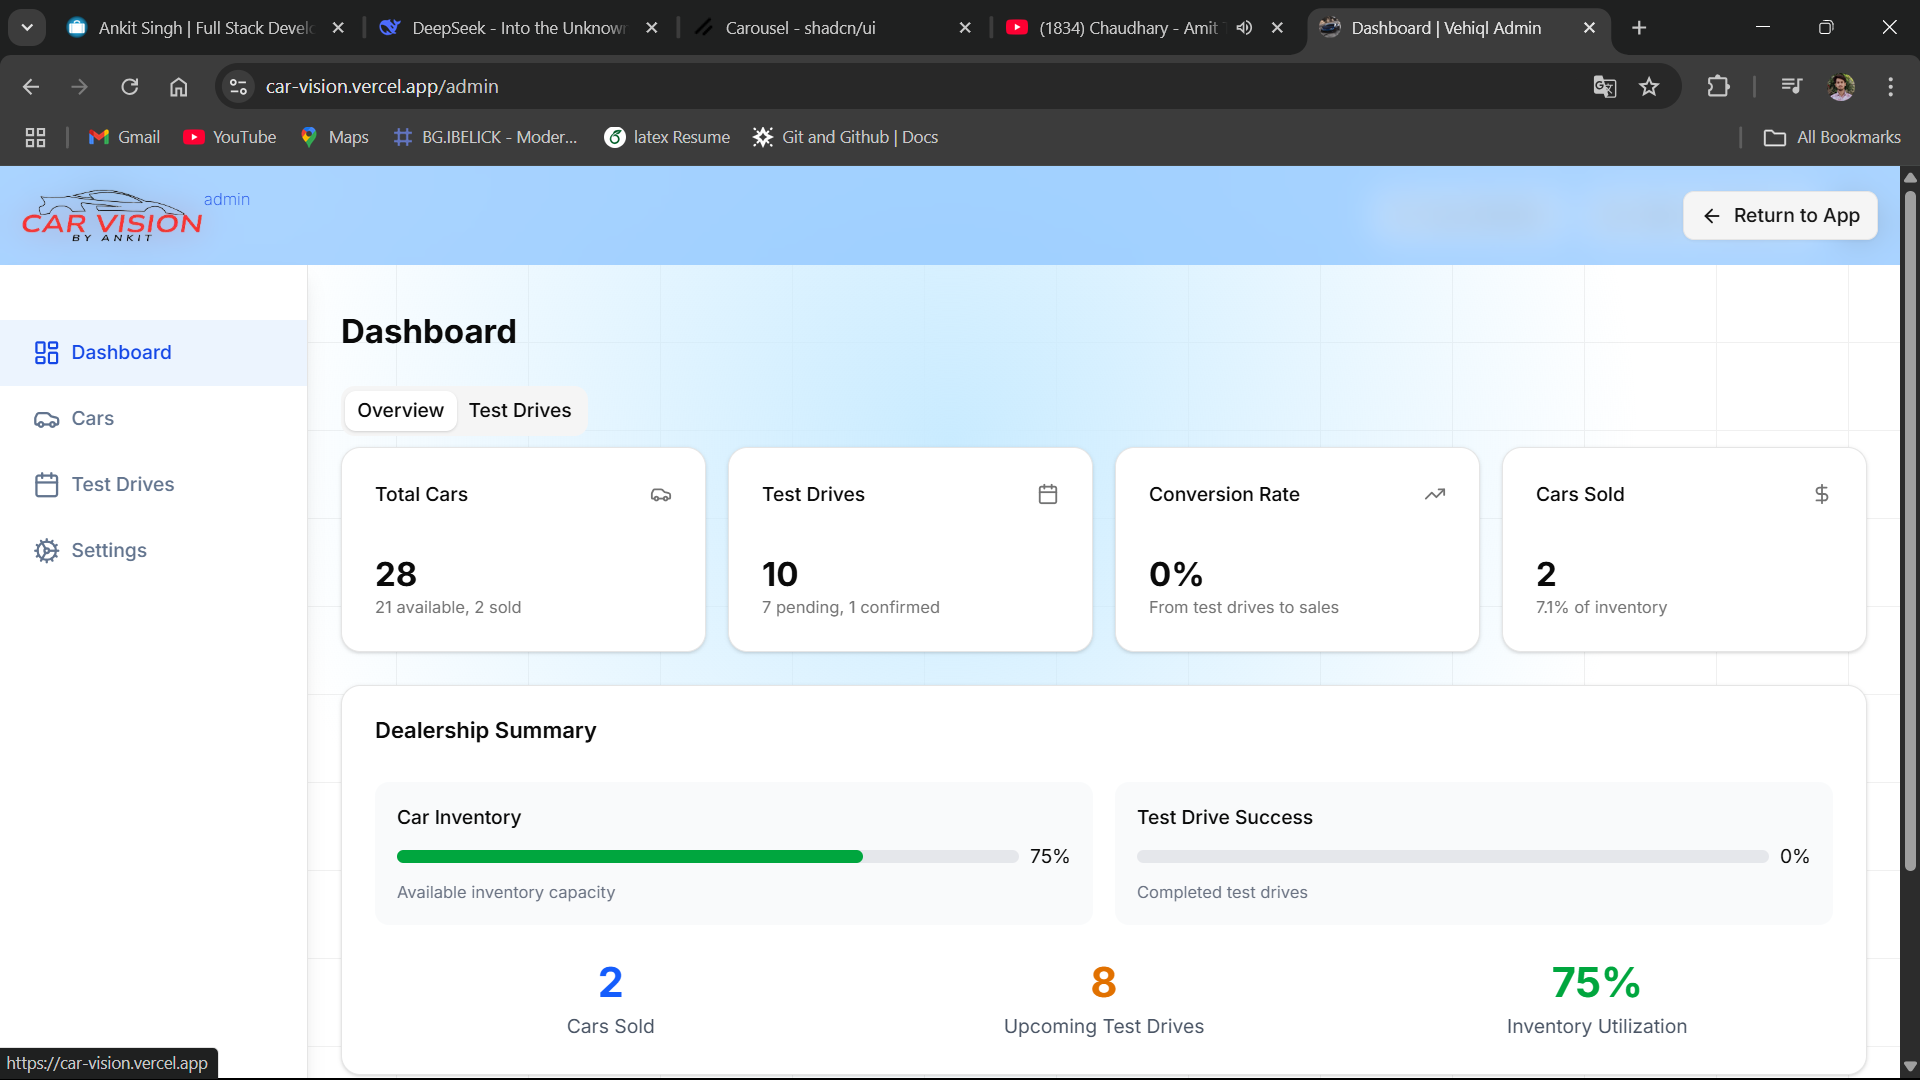 Ankit Singh | Full Stack Develo
DeepSeek - Into the Unknown
Carousel - shadcn/ui
(1834) Chaudhary - Amit
Dashboard | Vehiql Admin
car-vision.vercel.app/admin
Gmail
YouTube
Maps
BG.IBELICK - Moder...
latex Resume
Git and Github | Docs
All Bookmarks
CAR VISION
BY ANKIT
admin
Return to App
Dashboard
Cars
Test Drives
Settings
Dashboard
Overview
Test Drives
Total Cars
28
21 available, 2 sold
Test Drives
10
7 pending, 1 confirmed
Conversion Rate
0%
From test drives to sales
Cars Sold
2
7.1% of inventory
Dealership Summary
Car Inventory
75%
Available inventory capacity
Test Drive Success
0%
Completed test drives
2
Cars Sold
8
Upcoming Test Drives
75%
Inventory Utilization
https://car-vision.vercel.app